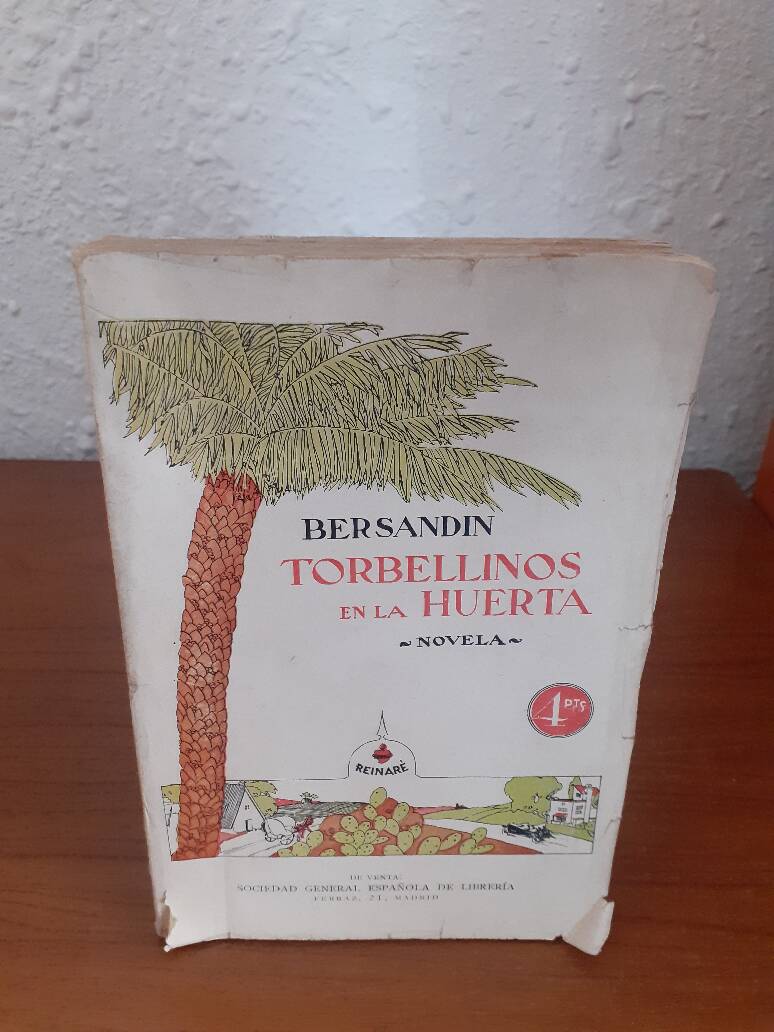 BERSANDIN
TORBELLINOS
EN LA HUERTA
~ NOVELA ~
4 PTS
REINARÉ
DE VENTA:
SOCIEDAD GENERAL ESPAÑOLA DE LIBRERÍA
FERRAZ, 21, MADRID